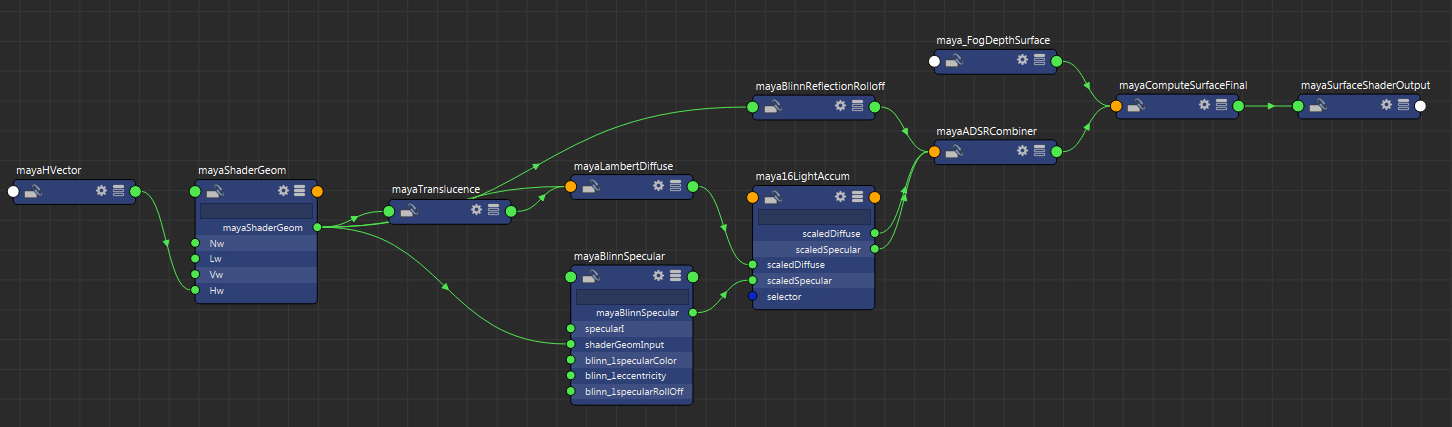 maya_FogDepthSurface
mayaBlinnReflectionRolloff
mayaComputeSurfaceFinal
mayaSurfaceShaderOutput
mayaADSRCombiner
mayaHVector
mayaShaderGeom
mayaShaderGeom
Nw
Lw
Vw
Hw
mayaTranslucence
mayaLambertDiffuse
maya16LightAccum
scaledDiffuse
scaledSpecular
scaledDiffuse
scaledSpecular
selector
mayaBlinnSpecular
mayaBlinnSpecular
specularI
shaderGeomInput
blinn_1specularColor
blinn_1eccentricity
blinn_1specularRollOff